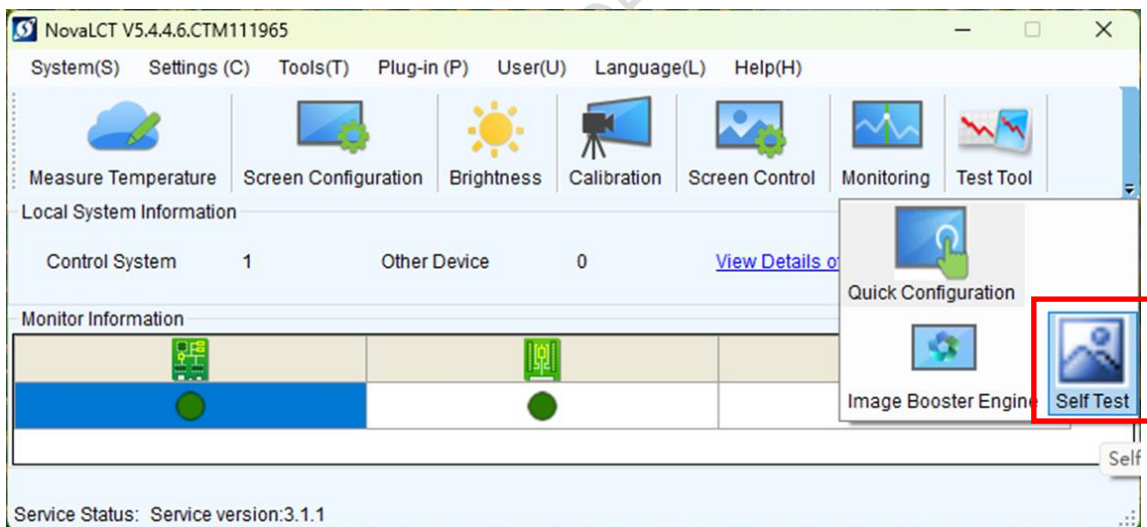 NovaLCT V5.4.4.6.CTM111965
System(S) Settings (C) Tools(T) Plug-in (P) User(U) Language(L) Help(H)
Measure Temperature Screen Configuration Brightness Calibration Screen Control Monitoring Test Tool
Local System Information
Control System 1 Other Device 0 View Details
Quick Configuration
Monitor Information
Image Booster Engine Self Test
Self
Service Status: Service version:3.1.1